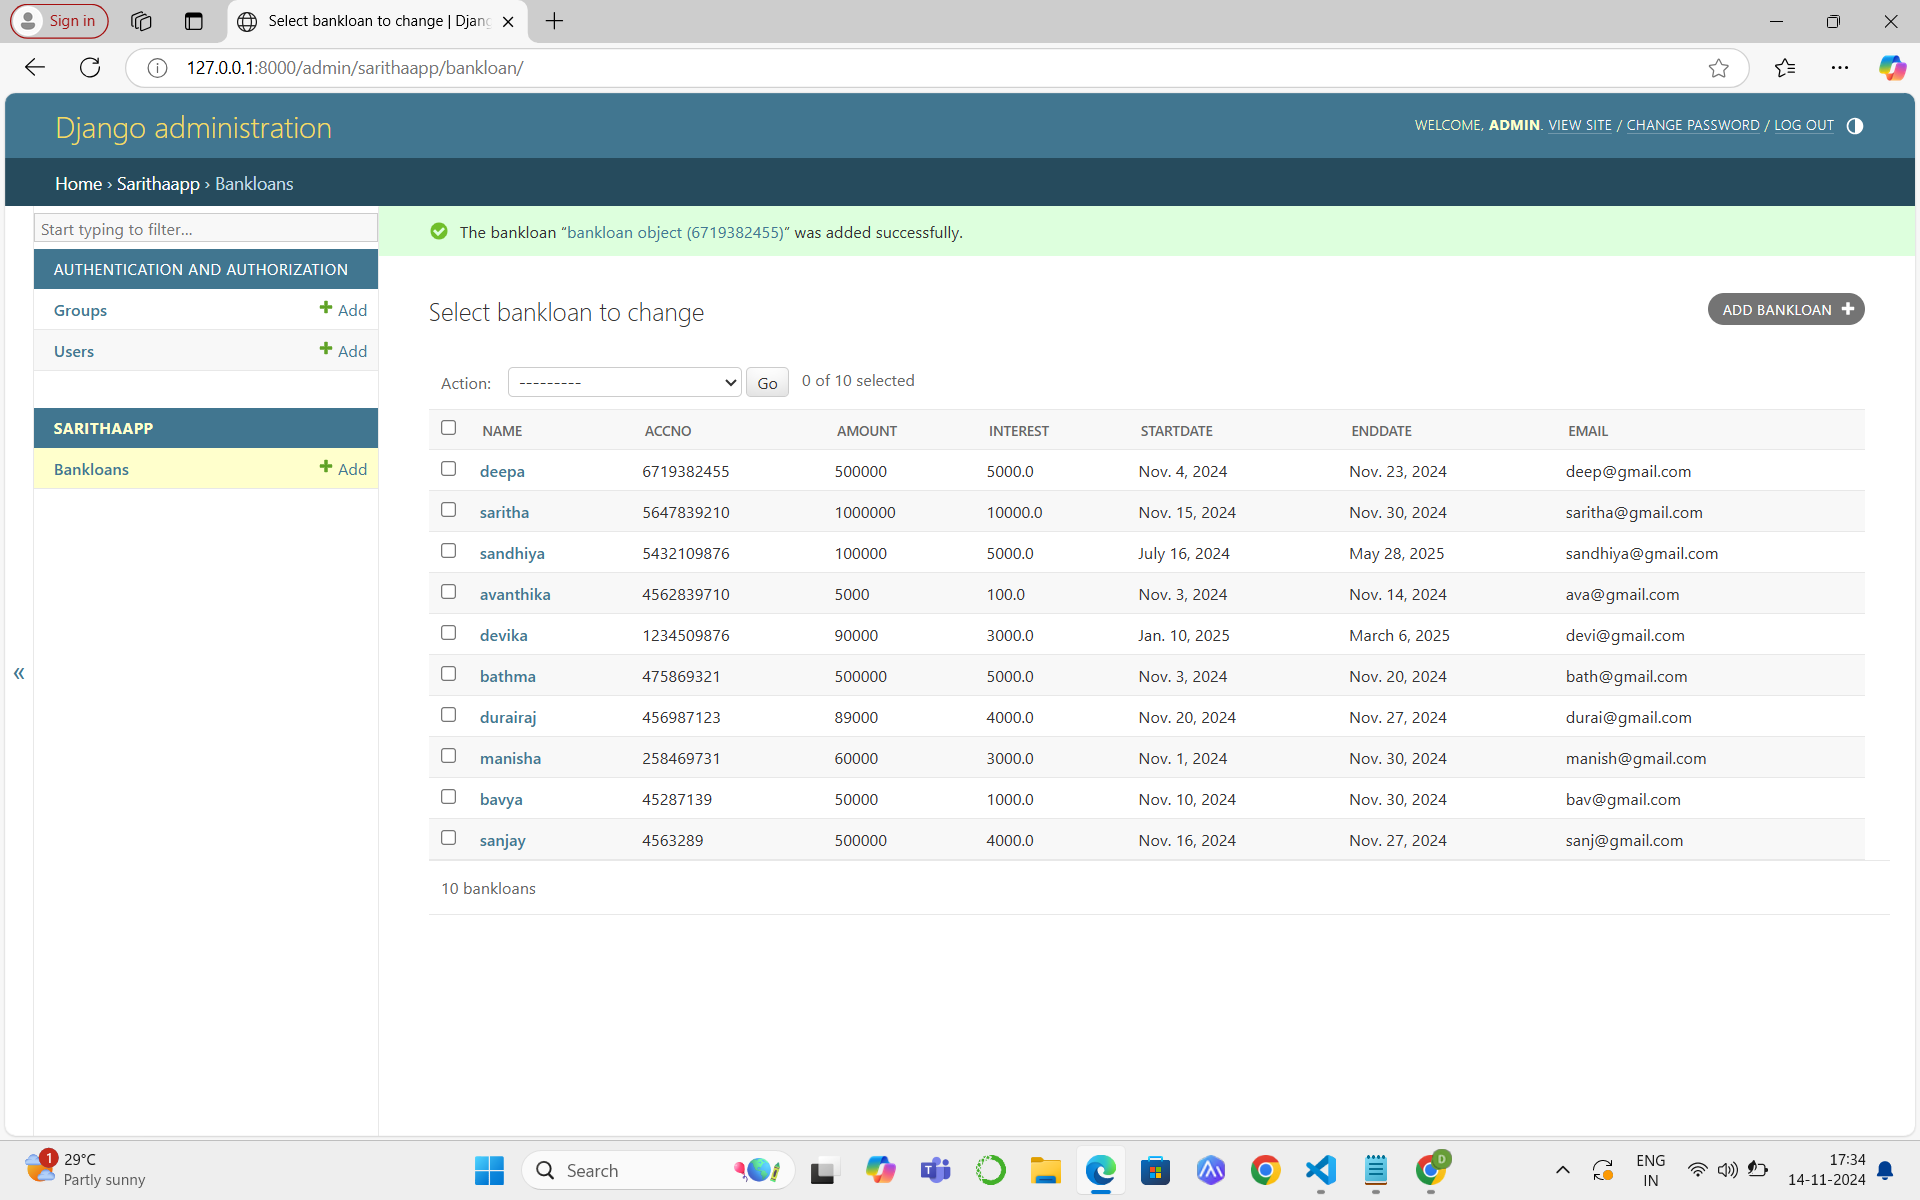 Sign in
Select bankloan to change | Djang
127.0.0.1:8000/admin/sarithaapp/bankloan/
Django administration
WELCOME, ADMIN. VIEW SITE / CHANGE PASSWORD / LOG OUT
Home › Sarithaapp › Bankloans
Start typing to filter...
The bankloan “bankloan object (6719382455)” was added successfully.
AUTHENTICATION AND AUTHORIZATION
Groups Add
Users Add
SARITHAAPP
Bankloans Add
«
Select bankloan to change
ADD BANKLOAN
Action: --------- Go 0 of 10 selected
NAME ACCNO AMOUNT INTEREST STARTDATE ENDDATE EMAIL
deepa 6719382455 500000 5000.0 Nov. 4, 2024 Nov. 23, 2024 deep@gmail.com
saritha 5647839210 1000000 10000.0 Nov. 15, 2024 Nov. 30, 2024 saritha@gmail.com
sandhiya 5432109876 100000 5000.0 July 16, 2024 May 28, 2025 sandhiya@gmail.com
avanthika 4562839710 5000 100.0 Nov. 3, 2024 Nov. 14, 2024 ava@gmail.com
devika 1234509876 90000 3000.0 Jan. 10, 2025 March 6, 2025 devi@gmail.com
bathma 475869321 500000 5000.0 Nov. 3, 2024 Nov. 20, 2024 bath@gmail.com
durairaj 456987123 89000 4000.0 Nov. 20, 2024 Nov. 27, 2024 durai@gmail.com
manisha 258469731 60000 3000.0 Nov. 1, 2024 Nov. 30, 2024 manish@gmail.com
bavya 45287139 50000 1000.0 Nov. 10, 2024 Nov. 30, 2024 bav@gmail.com
sanjay 4563289 500000 4000.0 Nov. 16, 2024 Nov. 27, 2024 sanj@gmail.com
10 bankloans
1
29°C
Partly sunny
Search
D
ENG
IN
17:34
14-11-2024